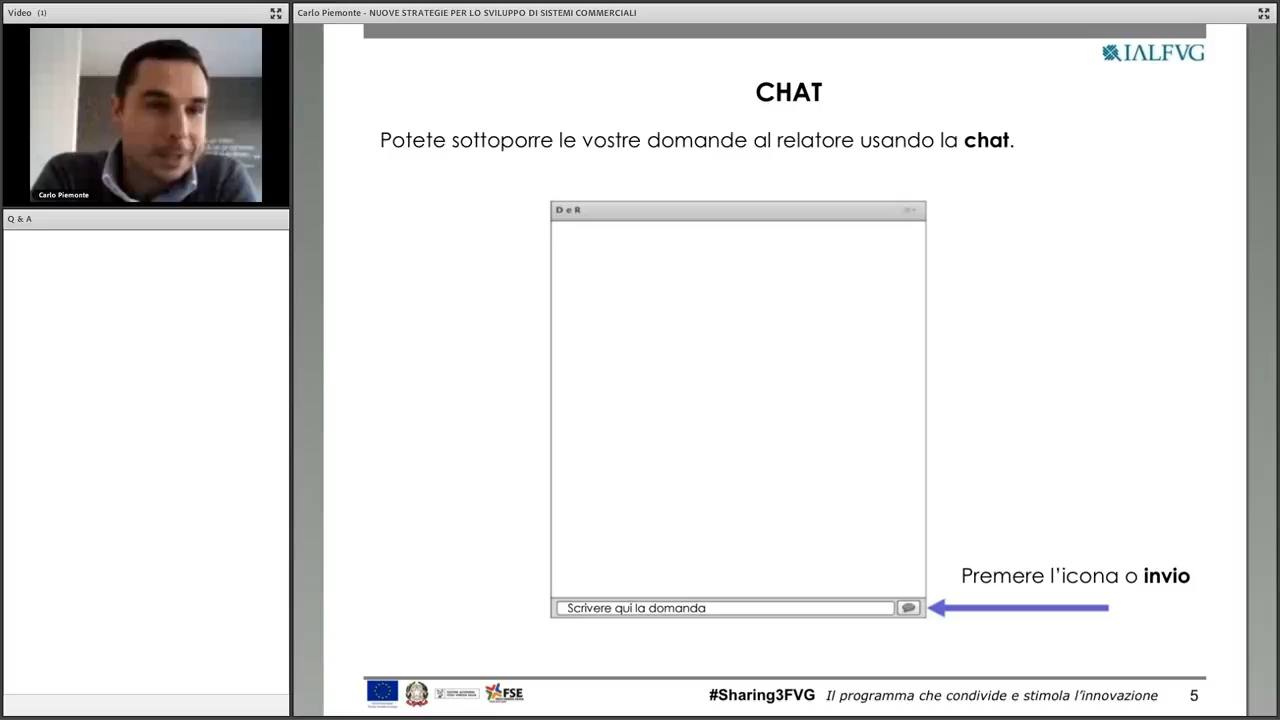 Video (1)
Carlo Piemonte - NUOVE STRATEGIE PER LO SVILUPPO DI SISTEMI COMMERCIALI
Carlo Piemonte
Q & A
IALFVG
CHAT
Potete sottoporre le vostre domande al relatore usando la chat.
D e R
Premere l’icona o invio
Scrivere qui la domanda
FSE
#Sharing3FVG Il programma che condivide e stimola l’innovazione 5